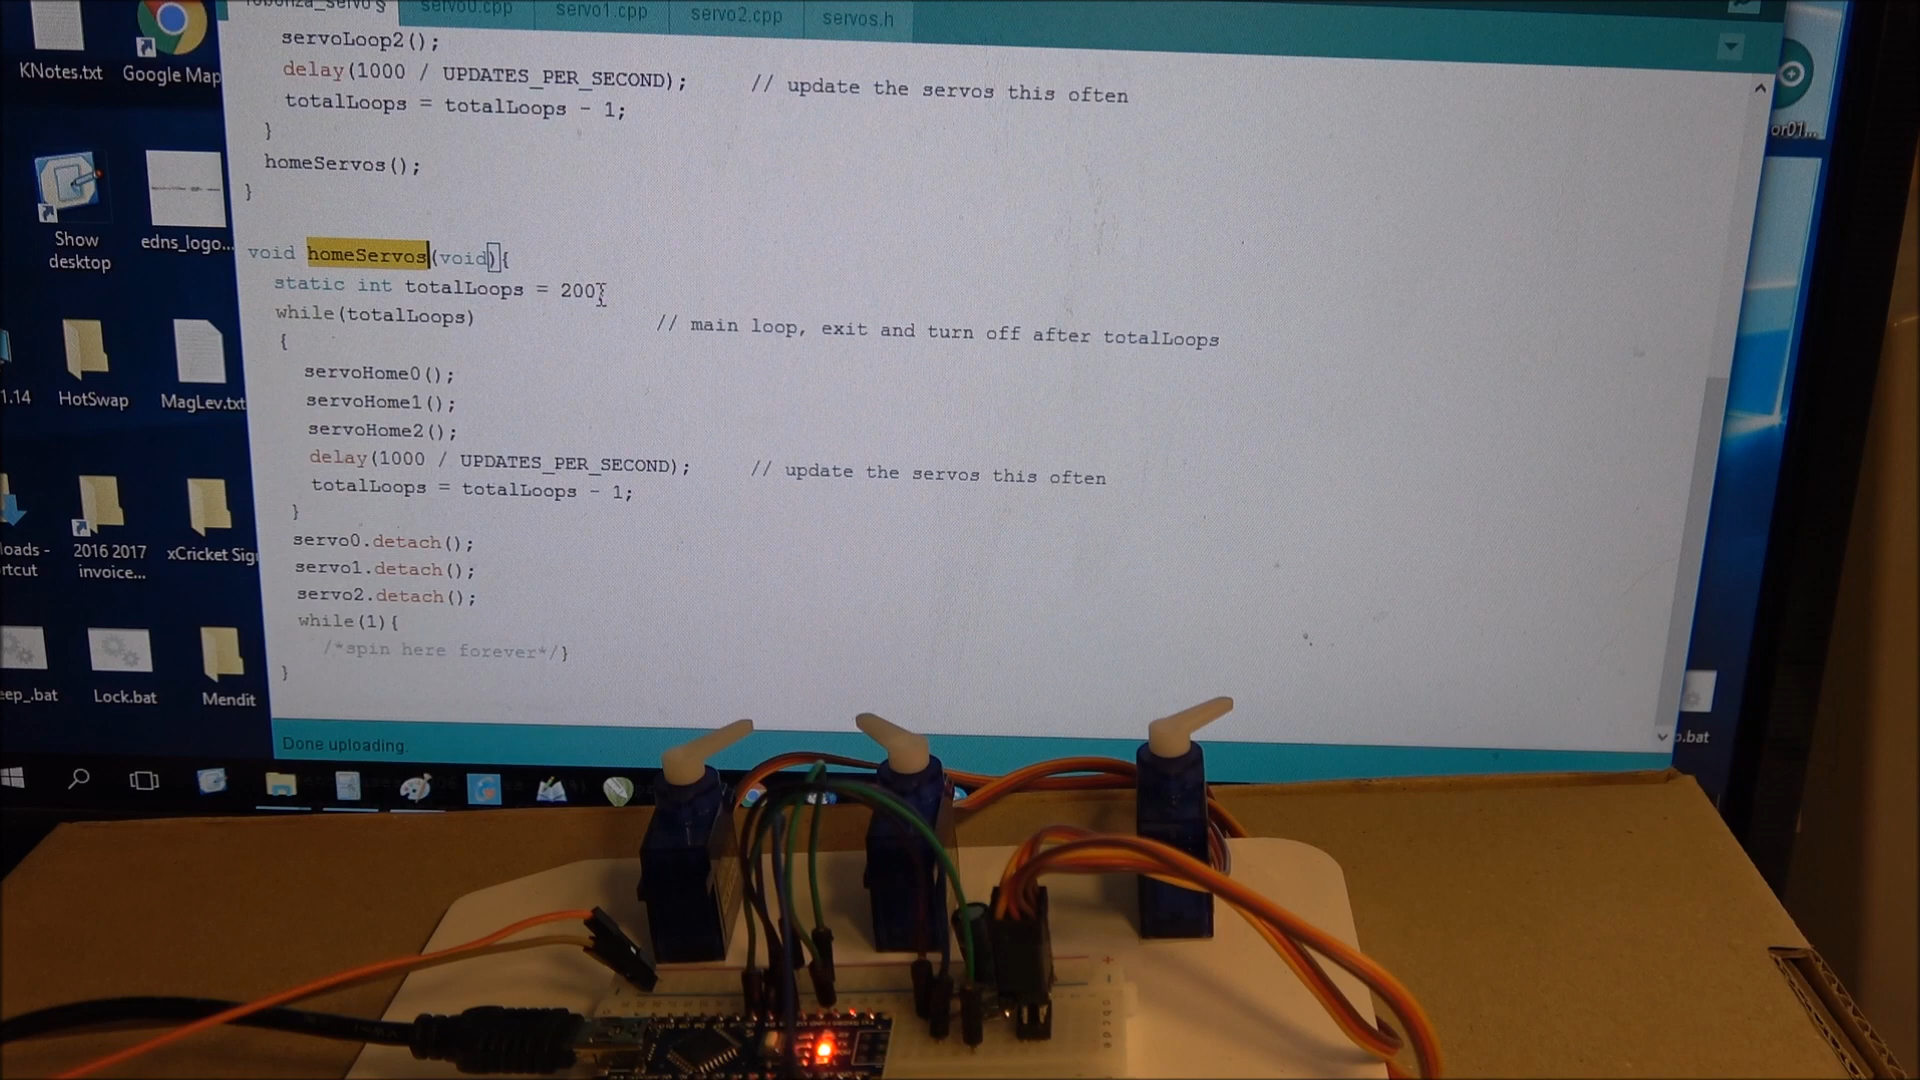 servo0.cpp
servo1.cpp
servo2.cpp
servos.h
servoLoop2();
delay(1000 / UPDATES_PER_SECOND); // update the servos this often
totalLoops = totalLoops - 1;
}
homeServos();
}
void homeServos(void){
static int totalLoops = 200;
while(totalLoops) // main loop, exit and turn off after totalLoops
{
servoHome0();
servoHome1();
servoHome2();
delay(1000 / UPDATES_PER_SECOND); // update the servos this often
totalLoops = totalLoops - 1;
}
servo0.detach();
servo1.detach();
servo2.detach();
while(1){
/*spin here forever*/}
}
Done uploading.
KNotes.txt
Google Map
Show
desktop
edns_logo...
1.14
HotSwap
MagLev.txt
2016 2017
invoice...
xCricket Sig
Lock.bat
Mendit
.bat